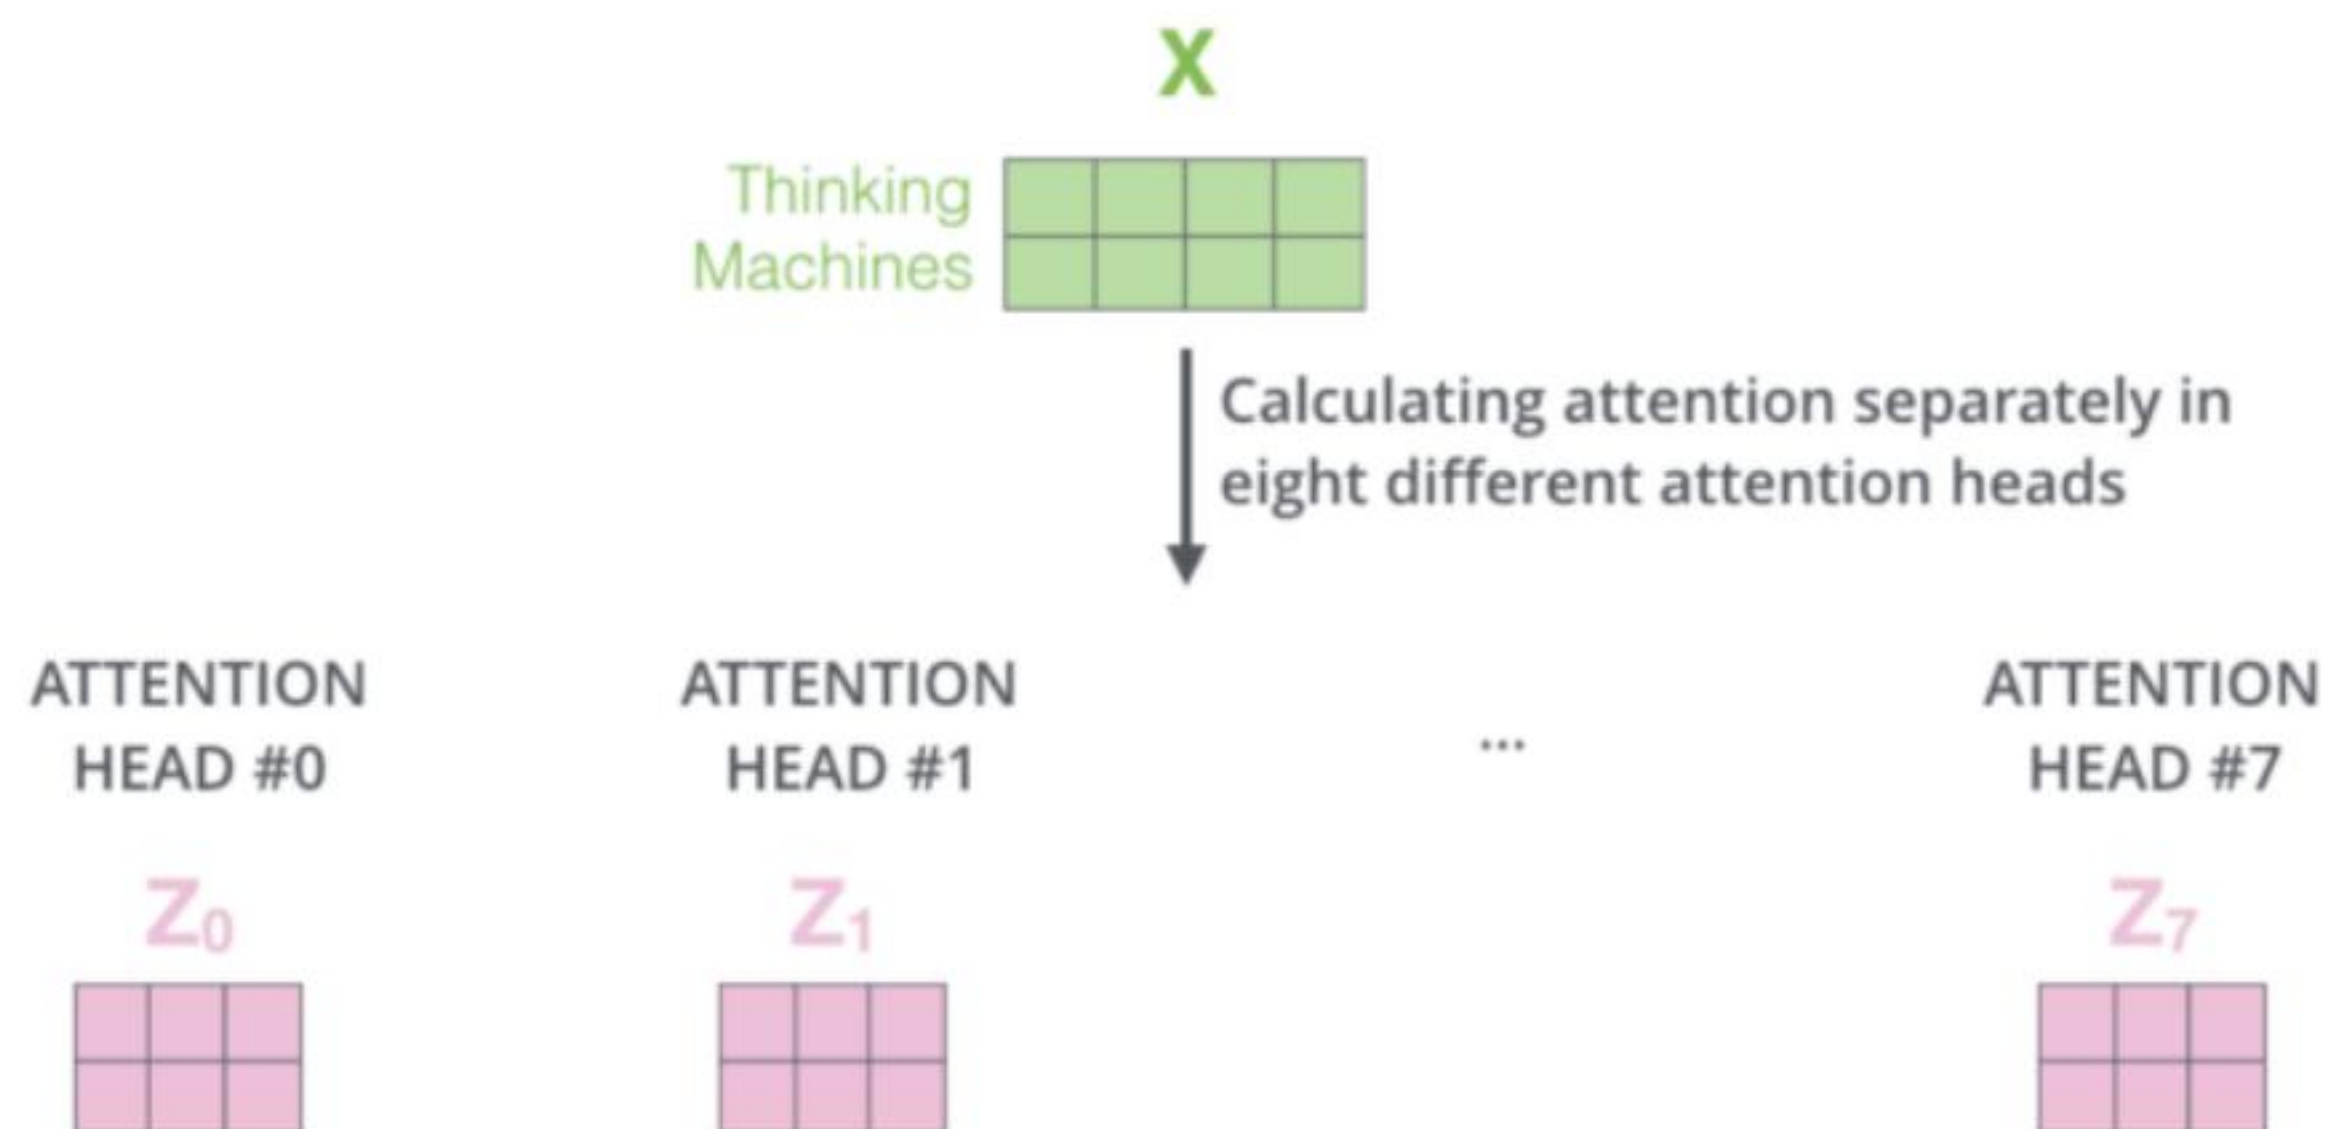 X
Thinking
Machines
Calculating attention separately in
eight different attention heads
ATTENTION
HEAD #0
ATTENTION
HEAD #1
...
ATTENTION
HEAD #7
Z0
Z1
Z7